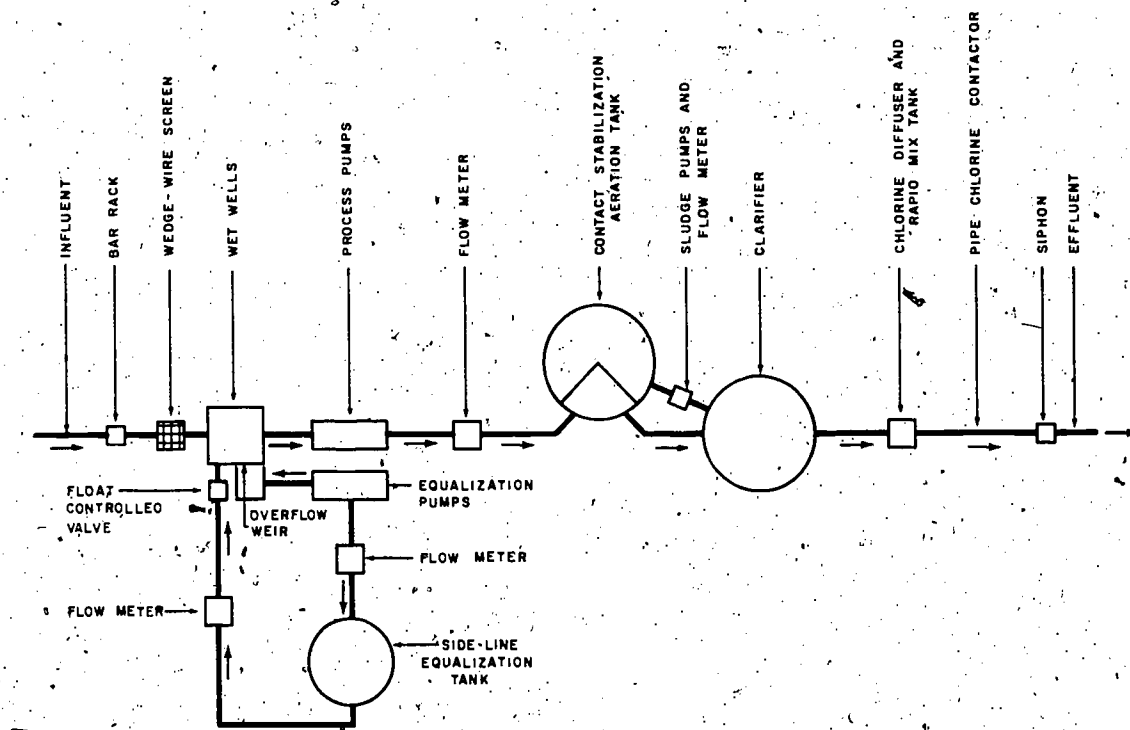 INFLUENT
BAR RACK
WEDGE-WIRE SCREEN
WET WELLS
PROCESS PUMPS
FLOW METER
CONTACT STABILIZATION
AERATION TANK
SLUDGE PUMPS AND
FLOW METER
CLARIFIER
CHLORINE DIFFUSER AND
RAPIO MIX TANK
PIPE CHLORINE CONTACTOR
SIPHON
EFFLUENT
FLOAT
CONTROLLED
VALVE
OVERFLOW
WEIR
EQUALIZATION
PUMPS
FLOW METER
FLOW METER
SIDE-LINE
EQUALIZATION
TANK